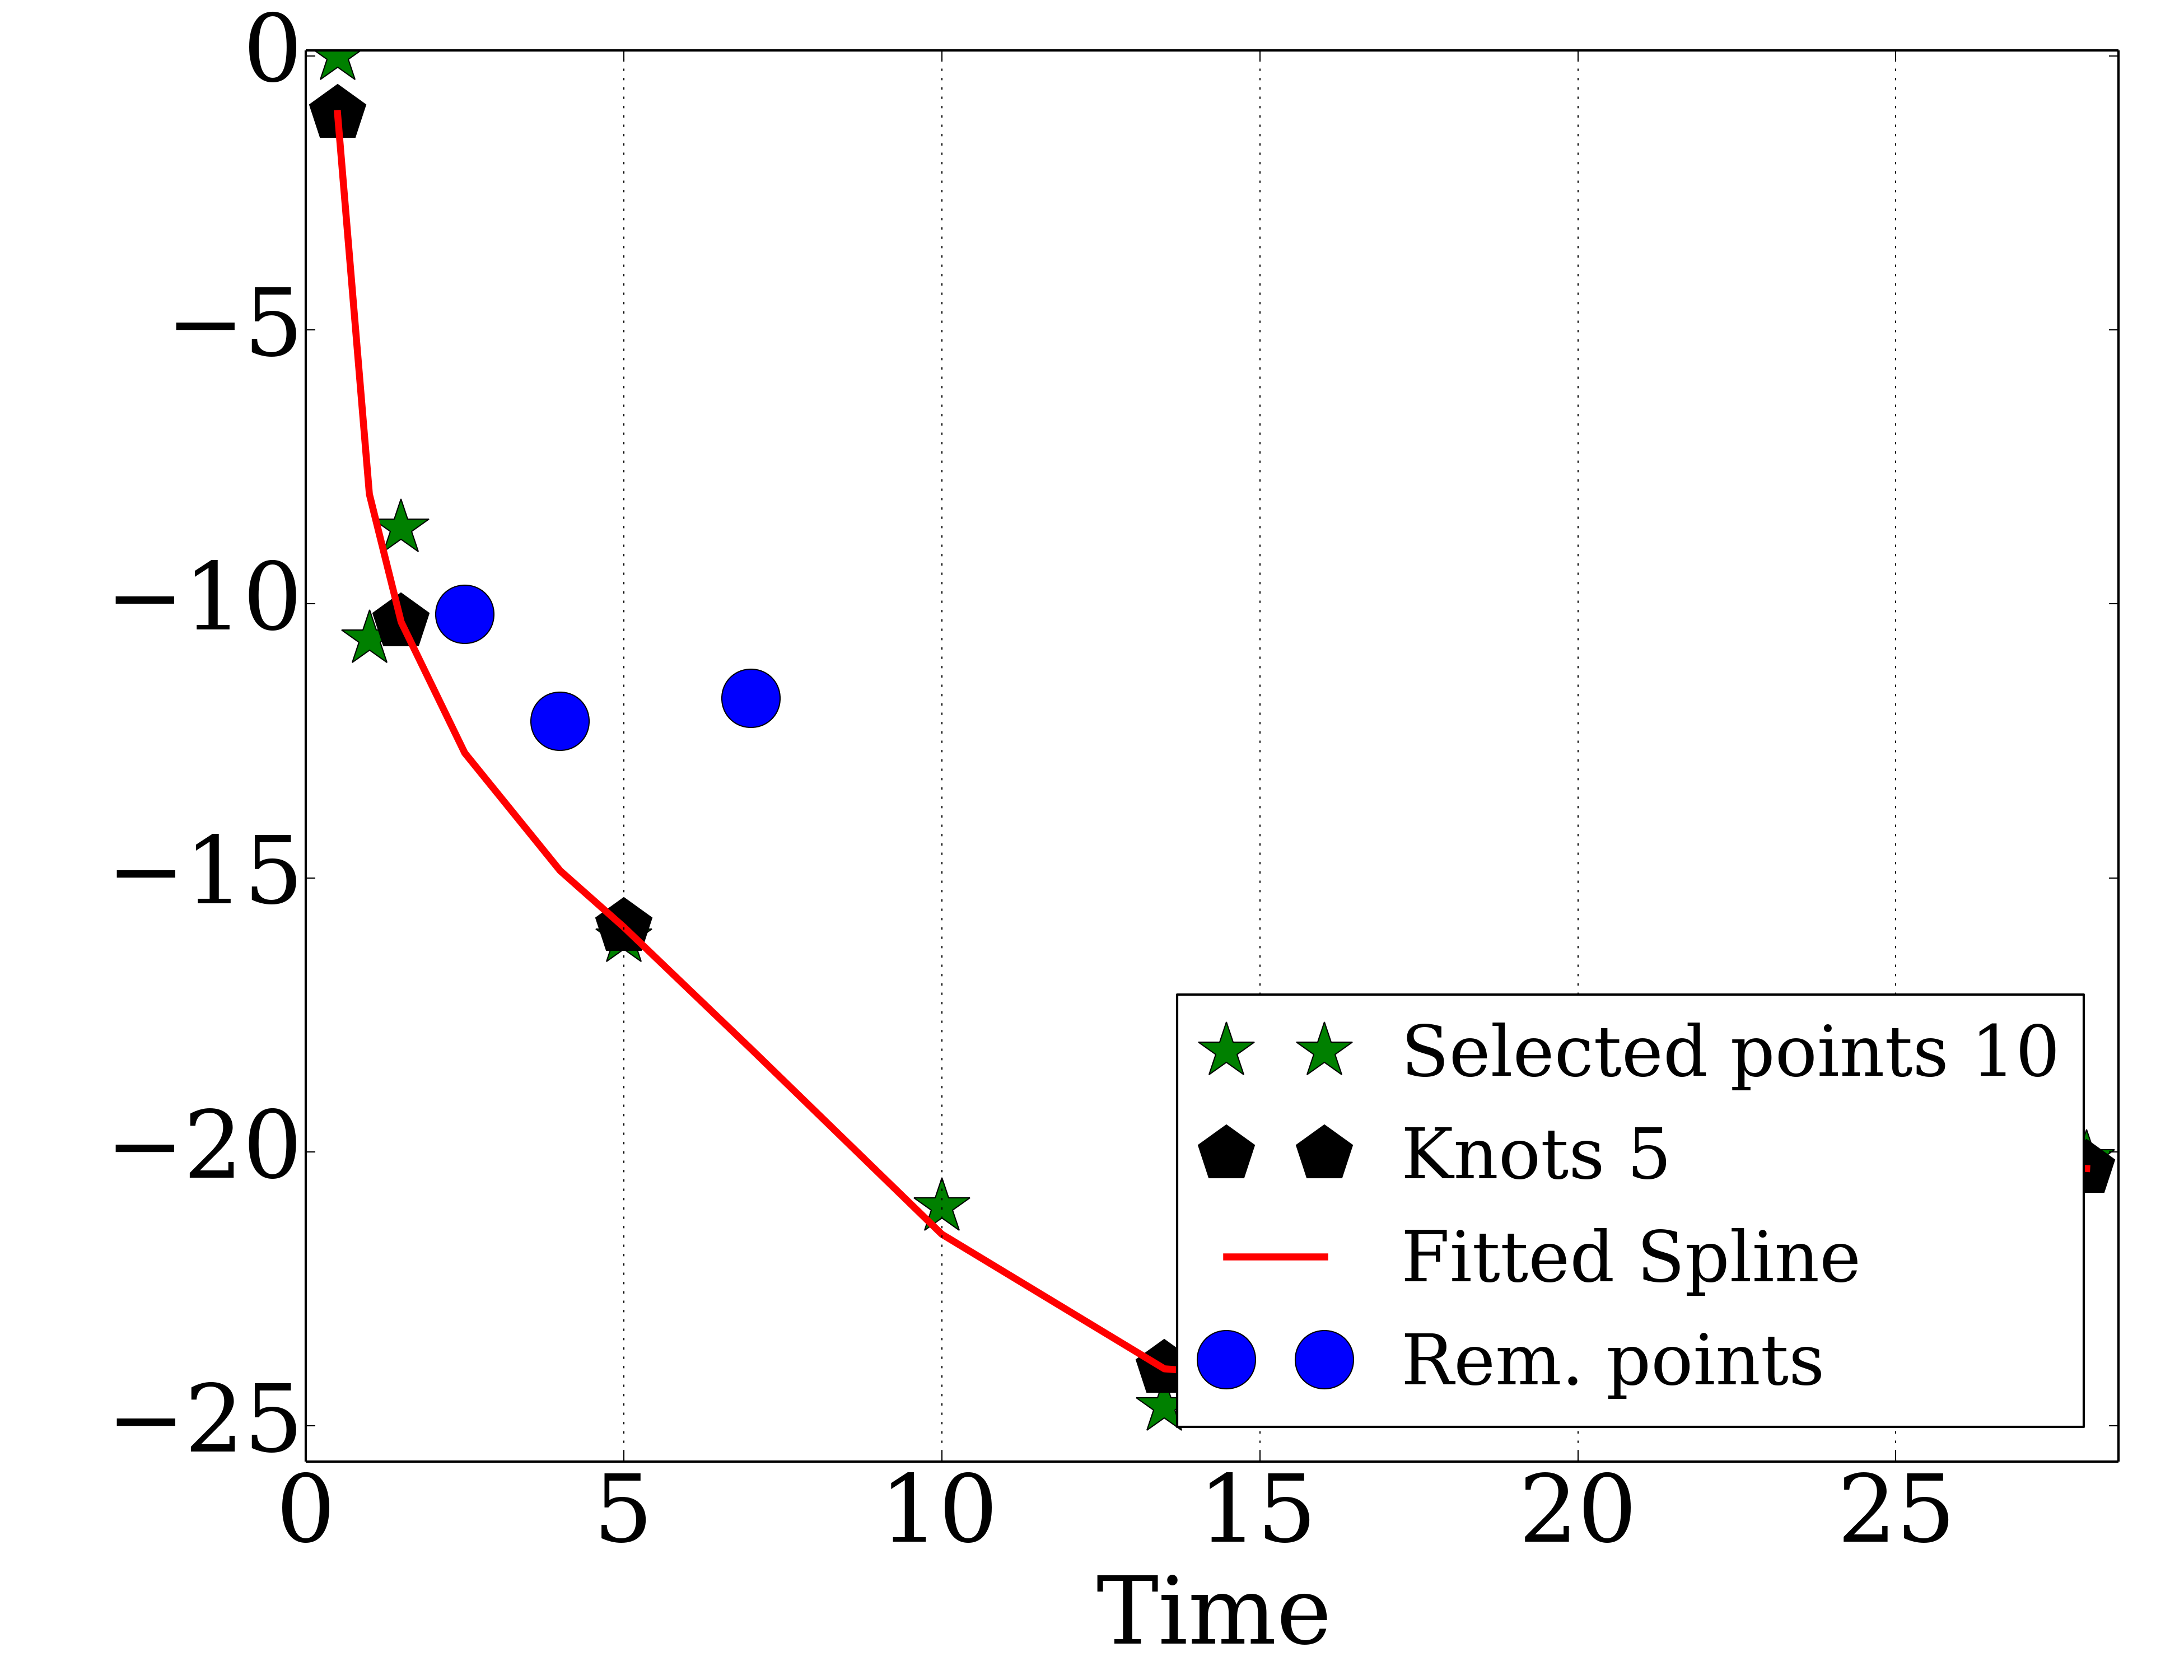 0
−5
−10
−15
−20
−25
Selected points 10
Knots 5
Fitted Spline
Rem. points
0 5 10 15 20 25
Time